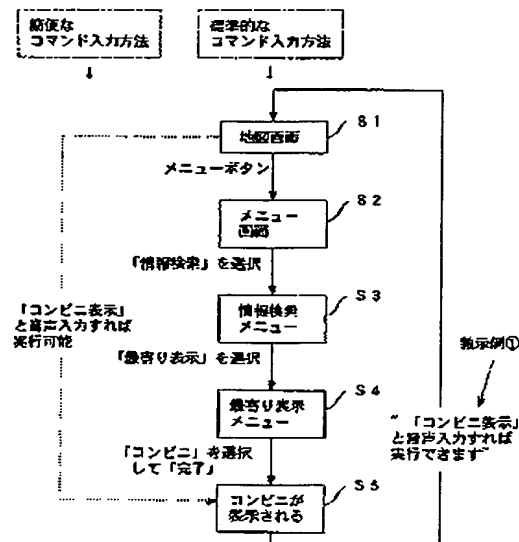 簡便な
コマンド入力方法
標準的な
コマンド入力方法
S1
地図画面
メニューボタン
S2
メニュー
画面
「情報検索」を選択
S3
情報検索
メニュー
「コンビニ表示」
と音声入力すれば
実行可能
「最寄り表示」を選択
教示例①
S4
最寄り表示
メニュー
"「コンビニ表示」
と音声入力すれば
実行できます"
「コンビニ」を選択
して「完了」
S5
コンビニが
表示される